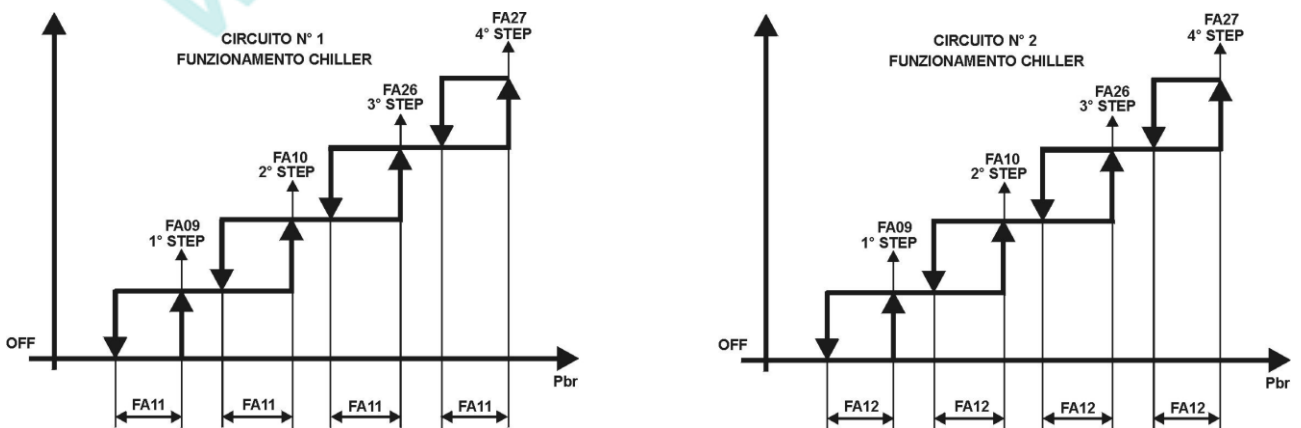 CIRCUITO N° 1
FUNZIONAMENTO CHILLER
FA27
4° STEP
FA26
3° STEP
FA10
2° STEP
FA09
1° STEP
OFF
Pbr
FA11
FA11
FA11
FA11
CIRCUITO N° 2
FUNZIONAMENTO CHILLER
FA27
4° STEP
FA26
3° STEP
FA10
2° STEP
FA09
1° STEP
OFF
Pbr
FA12
FA12
FA12
FA12